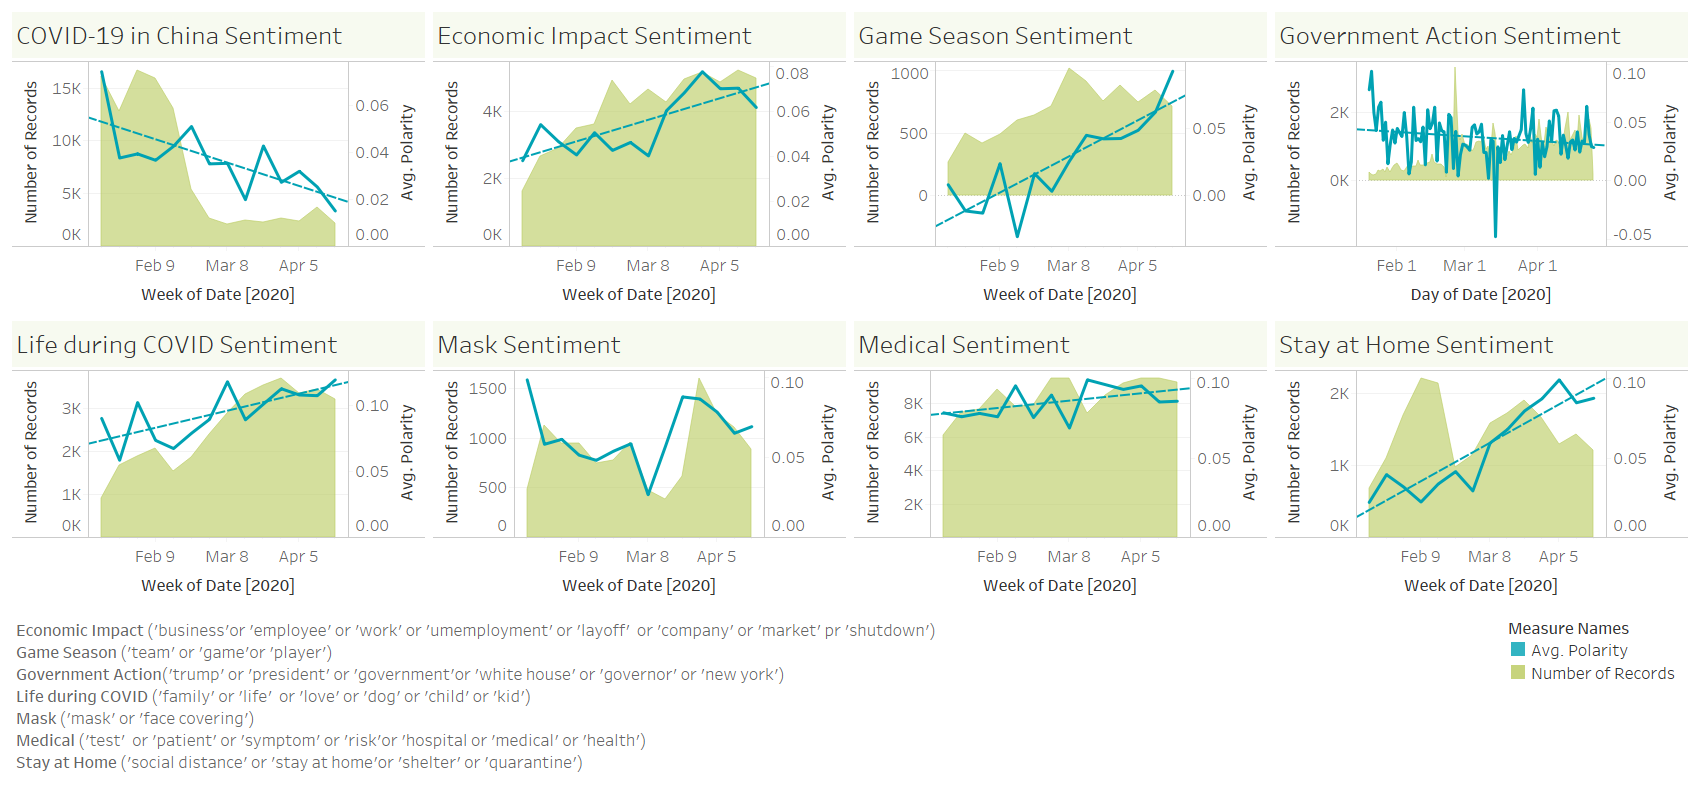 COVID-19 in China Sentiment
15K
10K
5K
0K
Number of Records
0.06
0.04
0.02
0.00
Avg. Polarity
Feb 9 Mar 8 Apr 5
Week of Date [2020]
Economic Impact Sentiment
4K
2K
0K
Number of Records
0.08
0.06
0.04
0.02
0.00
Avg. Polarity
Feb 9 Mar 8 Apr 5
Week of Date [2020]
Game Season Sentiment
1000
500
0
Number of Records
0.05
0.00
Avg. Polarity
Feb 9 Mar 8 Apr 5
Week of Date [2020]
Government Action Sentiment
2K
0K
Number of Records
0.10
0.05
0.00
-0.05
Avg. Polarity
Feb 1 Mar 1 Apr 1
Day of Date [2020]
Life during COVID Sentiment
3K
2K
1K
0K
Number of Records
0.10
0.05
0.00
Avg. Polarity
Feb 9 Mar 8 Apr 5
Week of Date [2020]
Mask Sentiment
1500
1000
500
0
Number of Records
0.10
0.05
0.00
Avg. Polarity
Feb 9 Mar 8 Apr 5
Week of Date [2020]
Medical Sentiment
8K
6K
4K
2K
Number of Records
0.10
0.05
0.00
Avg. Polarity
Feb 9 Mar 8 Apr 5
Week of Date [2020]
Stay at Home Sentiment
2K
1K
0K
Number of Records
0.10
0.05
0.00
Avg. Polarity
Feb 9 Mar 8 Apr 5
Week of Date [2020]
Economic Impact ('business'or 'employee' or 'work' or 'umemployment' or 'layoff' or 'company' or 'market' pr 'shutdown')
Game Season ('team' or 'game'or 'player')
Government Action('trump' or 'president' or 'government'or 'white house' or 'governor' or 'new york')
Life during COVID ('family' or 'life' or 'love' or 'dog' or 'child' or 'kid')
Mask ('mask' or 'face covering')
Medical ('test' or 'patient' or 'symptom' or 'risk'or 'hospital or 'medical' or 'health')
Stay at Home ('social distance' or 'stay at home'or 'shelter' or 'quarantine')
Measure Names
Avg. Polarity
Number of Records